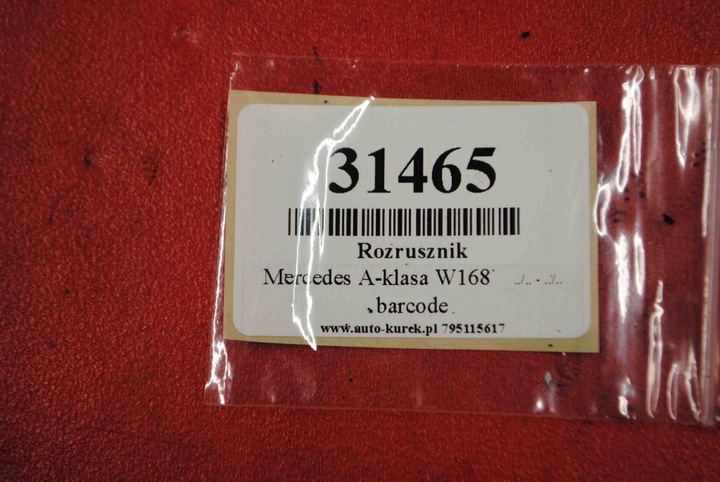 31465
Rozrusznik
Mercedes A-klasa W168 ../.. - ../..
barcode
www.auto-kurek.pl 795115617